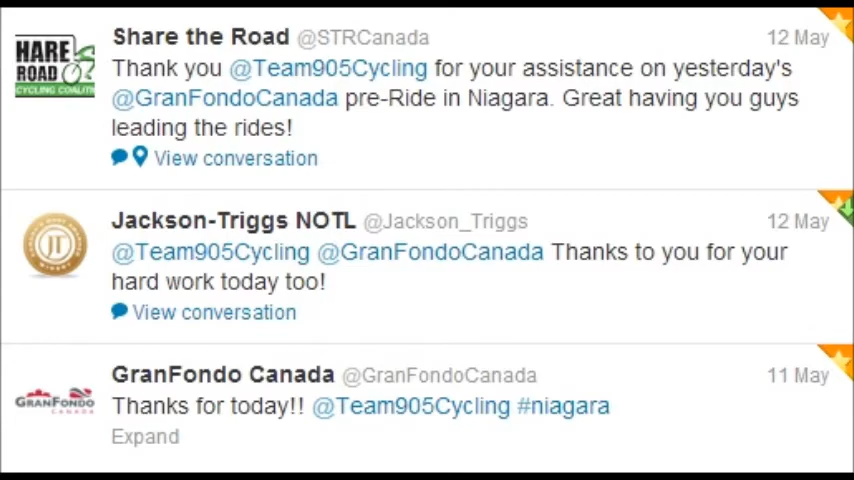 Share the Road @STRCanada 12 May
HARE
ROAD
CYCLING COALITI
Thank you @Team905Cycling for your assistance on yesterday's
@GranFondoCanada pre-Ride in Niagara. Great having you guys
leading the rides!
View conversation
Jackson-Triggs NOTL @Jackson_Triggs 12 May
JT
@Team905Cycling @GranFondoCanada Thanks to you for your
hard work today too!
View conversation
GranFondo Canada @GranFondoCanada 11 May
GRANFONDO
CANADA
Thanks for today!! @Team905Cycling #niagara
Expand